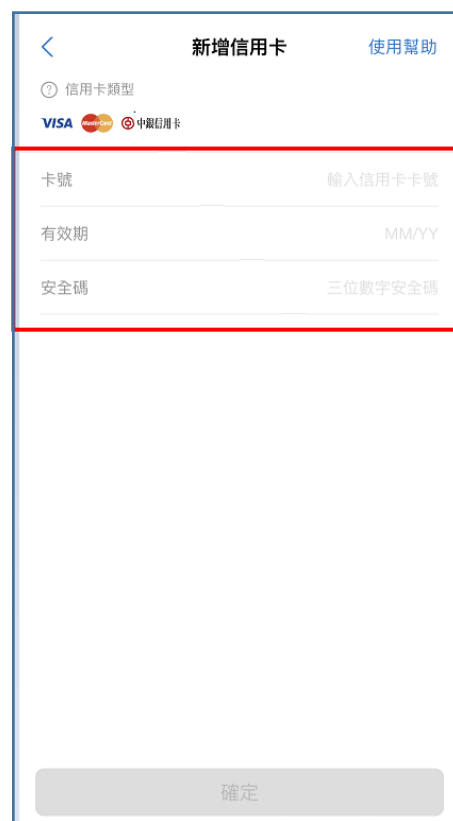 新增信用卡 使用幫助
? 信用卡類型
VISA MasterCard 中銀信用卡
卡號 輸入信用卡卡號
有效期 MM/YY
安全碼 三位數字安全碼
確定